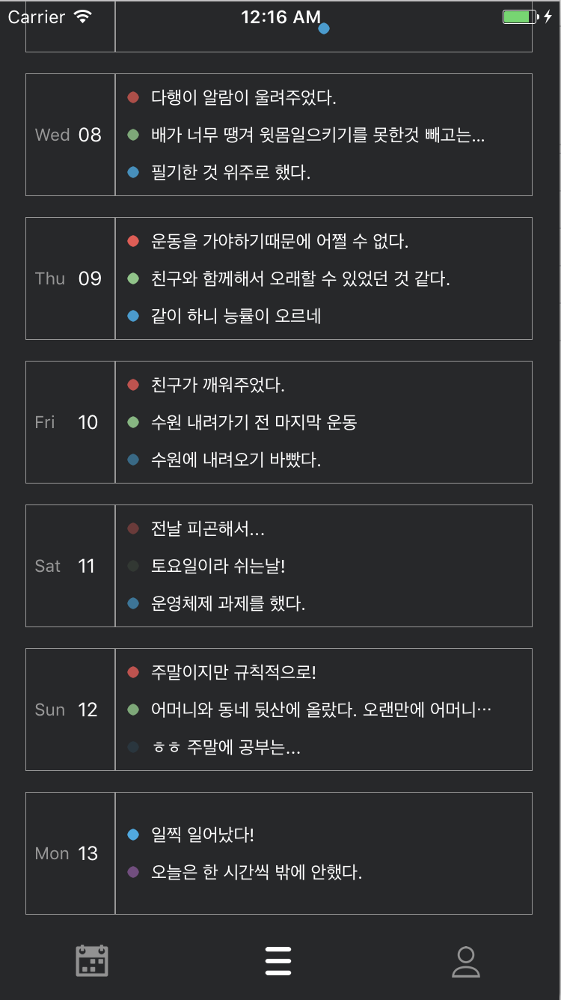 Carrier 12:16 AM
Wed 08
다행이 알람이 울려주었다.
배가 너무 땡겨 윗몸일으키기를 못한것 빼고는...
필기한 것 위주로 했다.
Thu 09
운동을 가야하기때문에 어쩔 수 없다.
친구와 함께해서 오래할 수 있었던 것 같다.
같이 하니 능률이 오르네
Fri 10
친구가 깨워주었다.
수원 내려가기 전 마지막 운동
수원에 내려오기 바빴다.
Sat 11
전날 피곤해서...
토요일이라 쉬는날!
운영체제 과제를 했다.
Sun 12
주말이지만 규칙적으로!
어머니와 동네 뒷산에 올랐다. 오랜만에 어머니…
ㅎㅎ 주말에 공부는...
Mon 13
일찍 일어났다!
오늘은 한 시간씩 밖에 안했다.